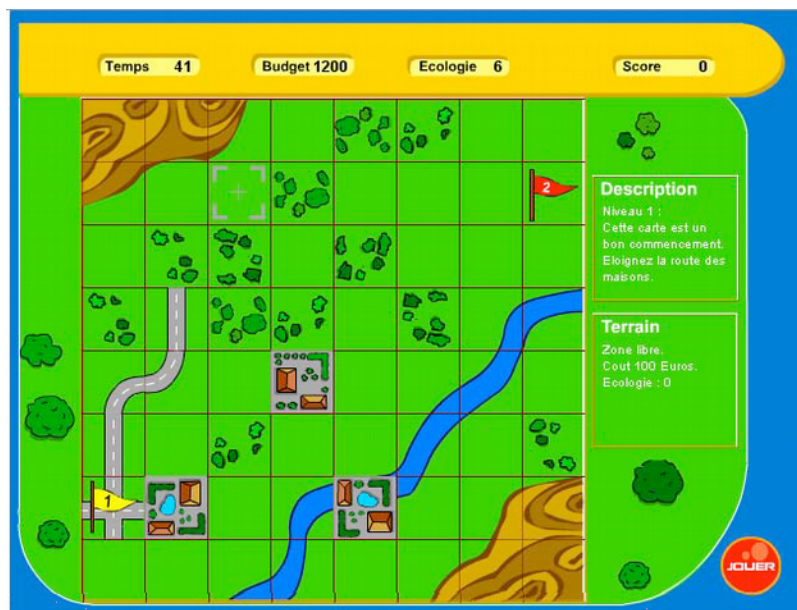 Temps 41 Budget 1200 Ecologie 6 Score 0
2
Description
Niveau 1 :
Cette carte est un
bon commencement.
Eloignez la route des
maisons.
Terrain
Zone libre.
Cout 100 Euros.
Ecologie : 0
1
JOUER